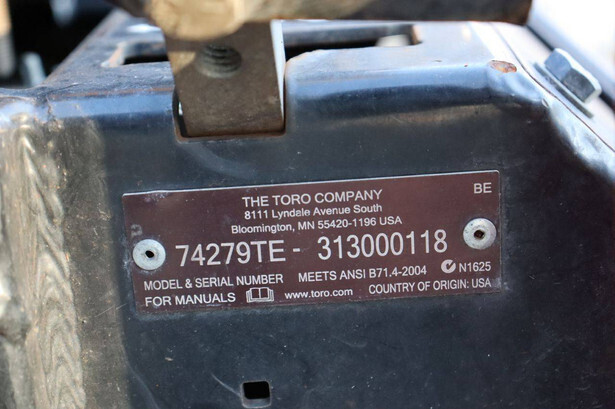 THE TORO COMPANY BE
8111 Lyndale Avenue South
Bloomington, MN 55420-1196 USA
74279TE - 313000118
MODEL & SERIAL NUMBER MEETS ANSI B71.4-2004 N1625
FOR MANUALS www.toro.com COUNTRY OF ORIGIN: USA